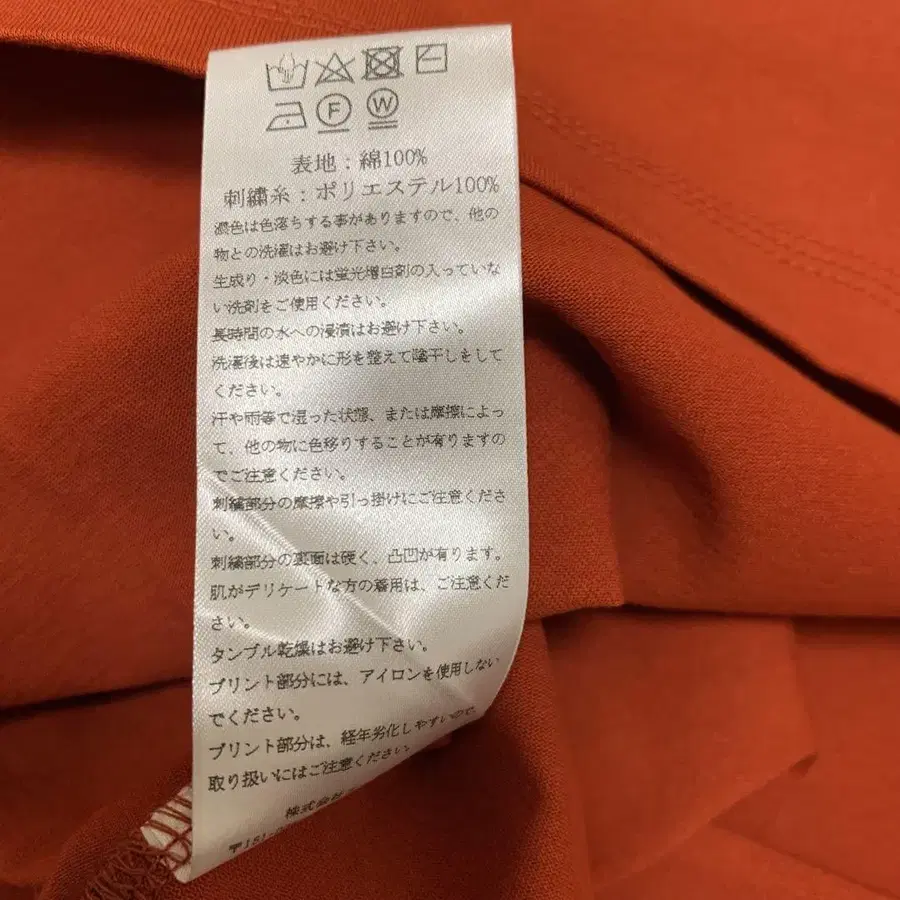 F W
表地：綿100%
刺繍糸：ポリエステル100%
濃色は色落ちする事がありますので、他の
物との洗濯はお避け下さい。
生成り・淡色には蛍光増白剤の入っていな
い洗剤をご使用ください。
長時間の水への浸漬はお避け下さい。
洗濯後は速やかに形を整えて陰干しをして
ください。
汗や雨等で湿った状態、または摩擦によっ
て、他の物に色移りすることが有りますの
でご注意ください。
刺繍部分の摩擦や引っ掛けにご注意くださ
い。
刺繍部分の裏面は硬く、凸凹が有ります。
肌がデリケートな方の着用は、ご注意くだ
さい。
タンブル乾燥はお避け下さい。
プリント部分には、アイロンを使用しない
でください。
プリント部分は、経年劣化しやすいので、
取り扱いにはご注意ください。
株式会社
〒151-